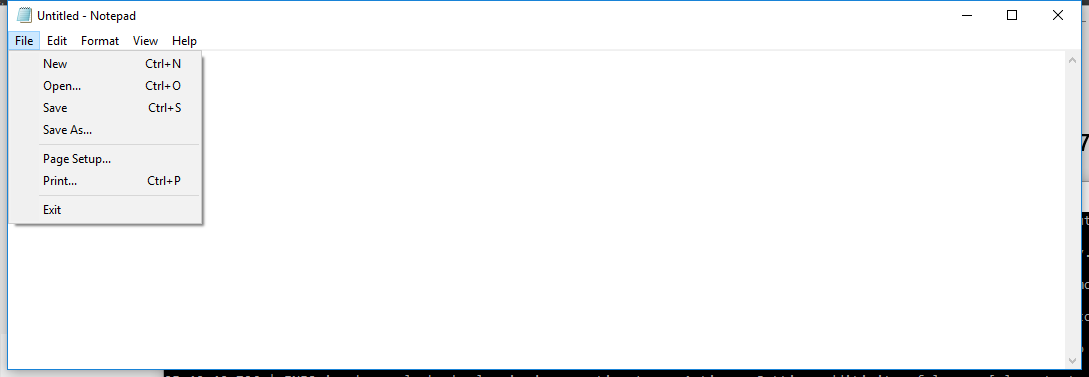 Untitled - Notepad
File Edit Format View Help
New Ctrl+N
Open... Ctrl+O
Save Ctrl+S
Save As...
Page Setup...
Print... Ctrl+P
Exit